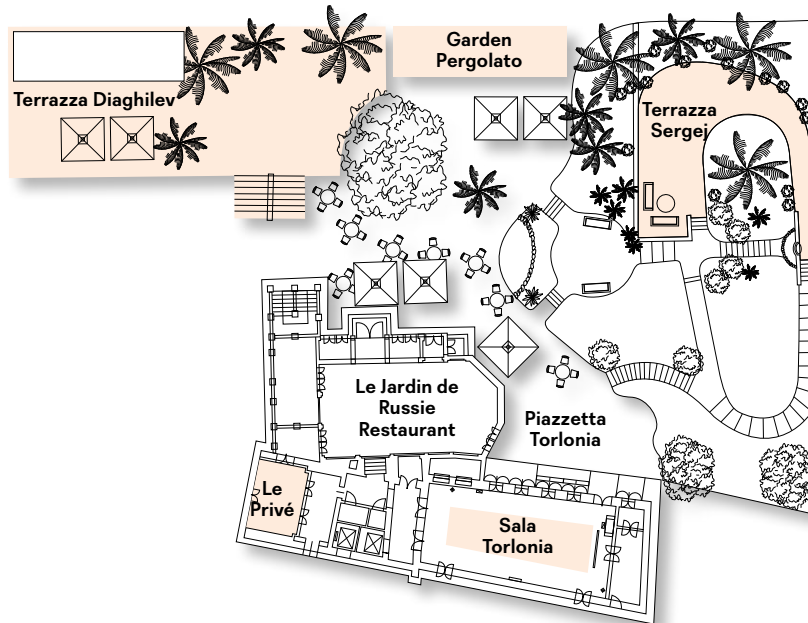 Garden
Pergolato
Terrazza Diaghilev
Terrazza
Sergej
Le Jardin de
Russie
Restaurant
Piazzetta
Torlonia
Le
Privé
Sala
Torlonia